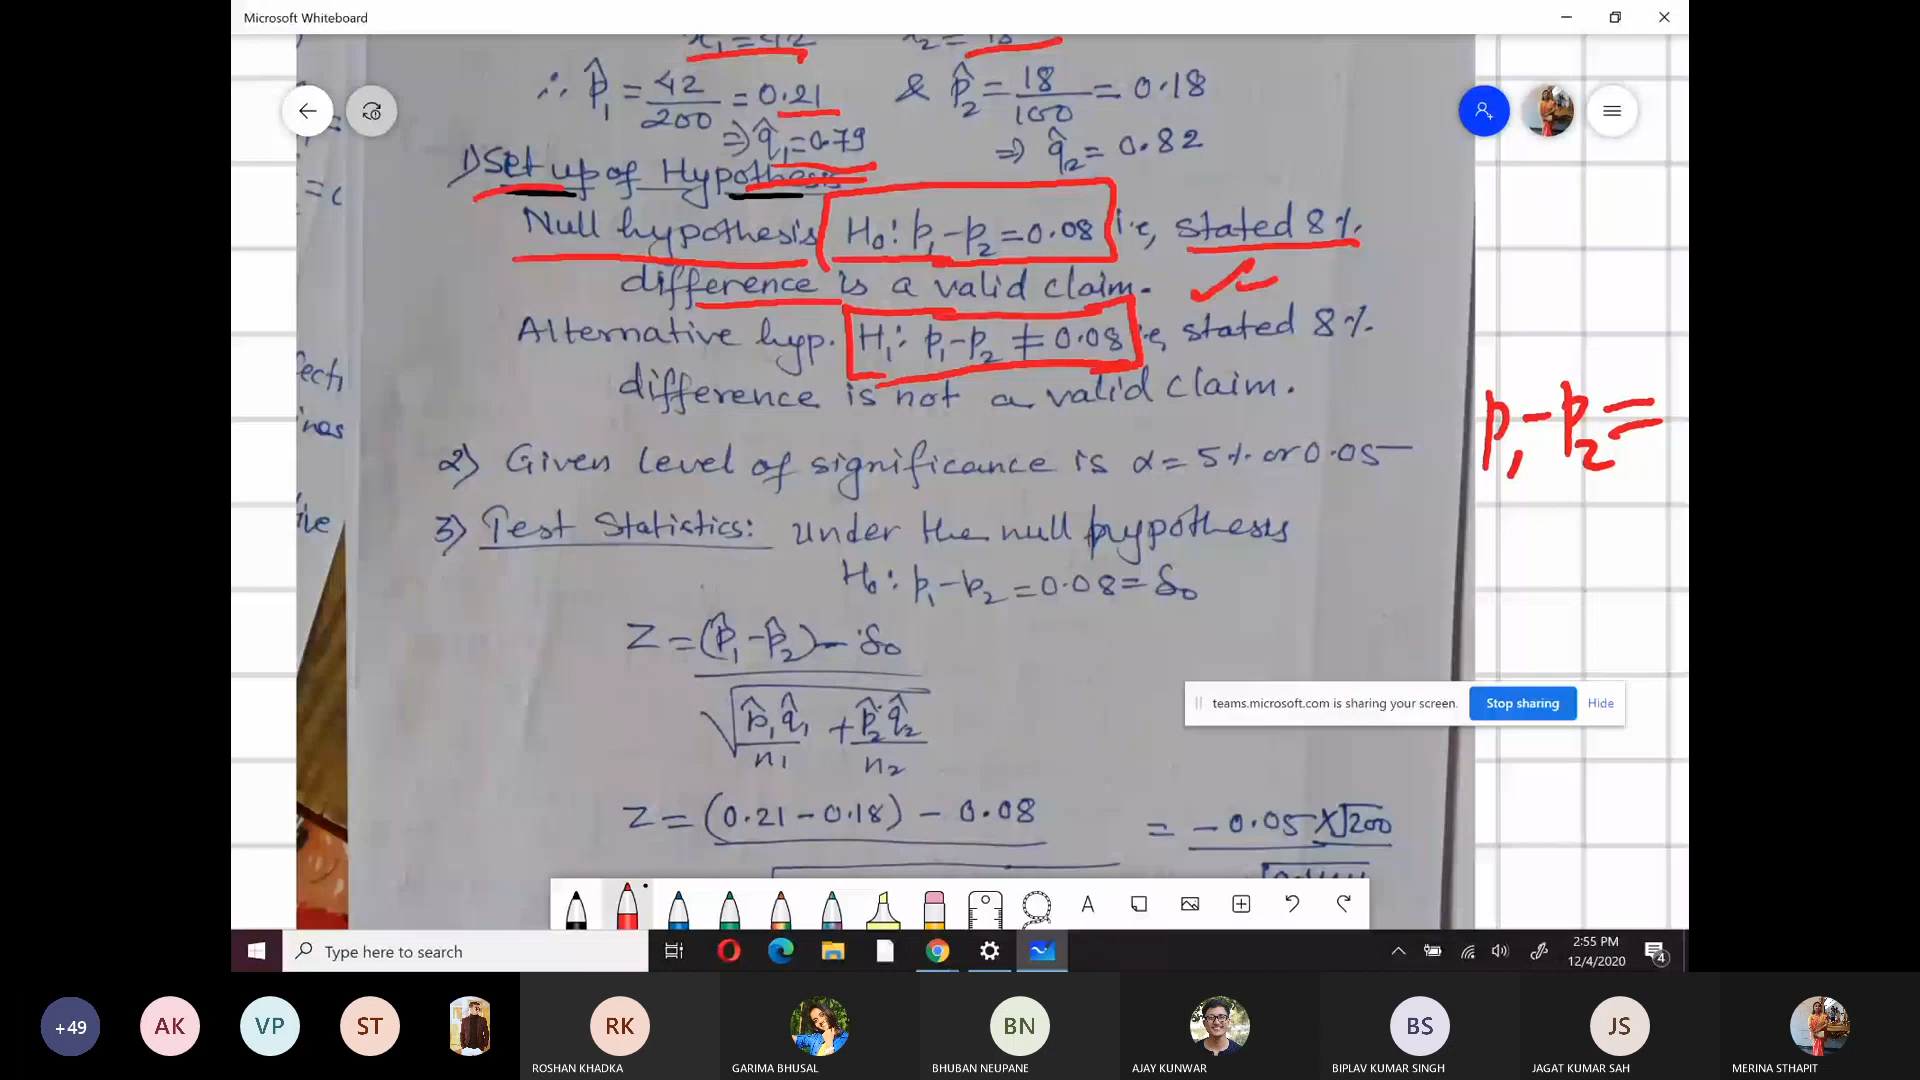 Microsoft Whiteboard
x₁ = 42 x₂ = 18
∴ p̂₁ = 42/200 = 0.21 & p̂₂ = 18/100 = 0.18
⇒ q̂₁ = 0.79 ⇒ q̂₂ = 0.82
1) Set up of Hypothesis
Null hypothesis H₀: p₁ - p₂ = 0.08 i.e, stated 8%
difference is a valid claim.
Alternative hyp. H₁: p₁ - p₂ ≠ 0.08 i.e, stated 8%
difference is not a valid claim.
p₁ - p₂ =
2) Given level of significance is α = 5% or 0.05
3) Test Statistics: Under the null hypothesis
H₀: p₁ - p₂ = 0.08 = δ₀
Z = (p̂₁ - p̂₂) - δ₀
√ p̂₁q̂₁/n₁ + p̂₂q̂₂/n₂
teams.microsoft.com is sharing your screen. Stop sharing Hide
Z = (0.21 - 0.18) - 0.08 = -0.05 × √200
A
Type here to search
2:55 PM
12/4/2020
4
+49 AK VP ST RK BN BS JS
ROSHAN KHADKA GARIMA BHUSAL BHUBAN NEUPANE AJAY KUNWAR BIPLAV KUMAR SINGH JAGAT KUMAR SAH MERINA STHAPIT